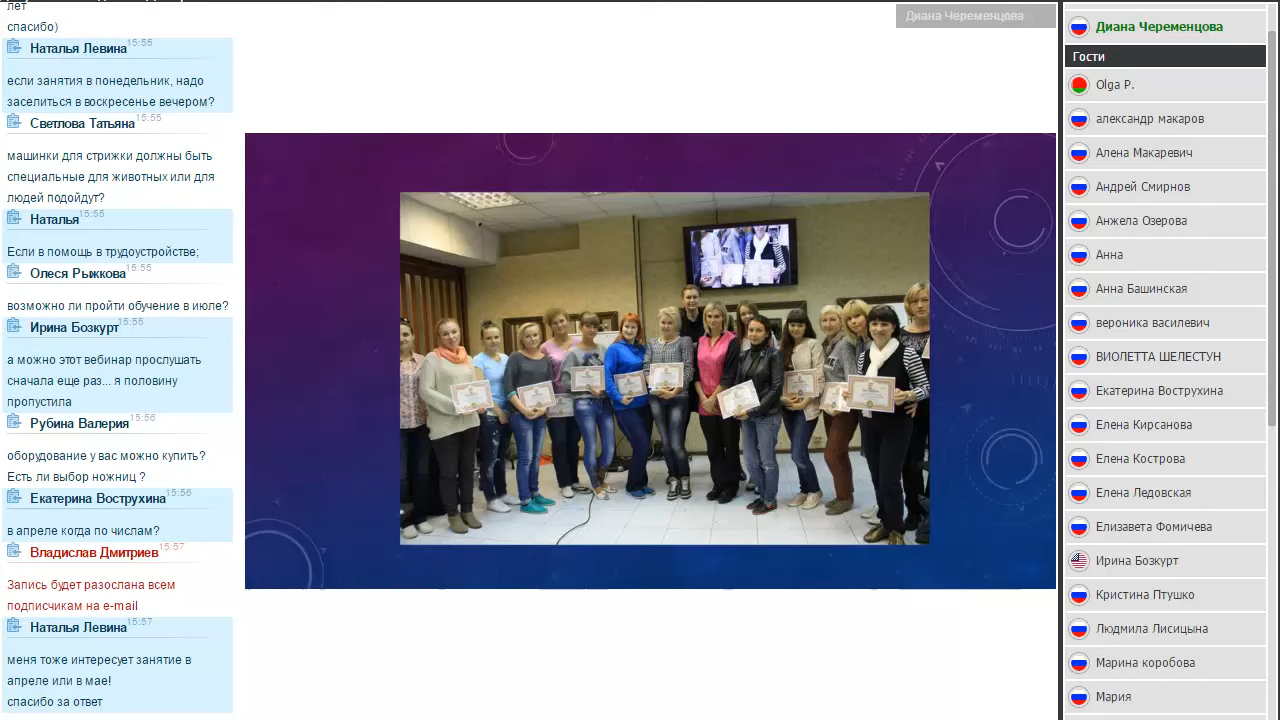 лет
спасибо)
Наталья Левина 15:55
если занятия в понедельник, надо
заселиться в воскресенье вечером?
Светлова Татьяна 15:55
машинки для стрижки должны быть
специальные для животных или для
людей подойдут?
Наталья 15:55
Если вы помощь в трудоустройстве;
Олеся Рыжкова 15:55
возможно ли пройти обучение в июле?
Ирина Бозкурт 15:55
а можно этот вебинар прослушать
сначала еще раз... я половину
пропустила
Рубина Валерия 15:56
оборудование у вас можно купить?
Есть ли выбор ножниц ?
Екатерина Вострухина 15:56
в апреле когда по числам?
Владислав Дмитриев 15:57
Запись будет разослана всем
подписчикам на e-mail
Наталья Левина 15:57
меня тоже интересует занятие в
апреле или в мае!
спасибо за ответ
Диана Череменцова
Диана Череменцова
Гости
Olga P.
александр макаров
Алена Макаревич
Андрей Смирнов
Анжела Озерова
Анна
Анна Башинская
вероника василевич
ВИОЛЕТТА ШЕЛЕСТУН
Екатерина Вострухина
Елена Кирсанова
Елена Кострова
Елена Ледовская
Елизавета Фомичева
Ирина Бозкурт
Кристина Птушко
Людмила Лисицына
Марина коробова
Мария